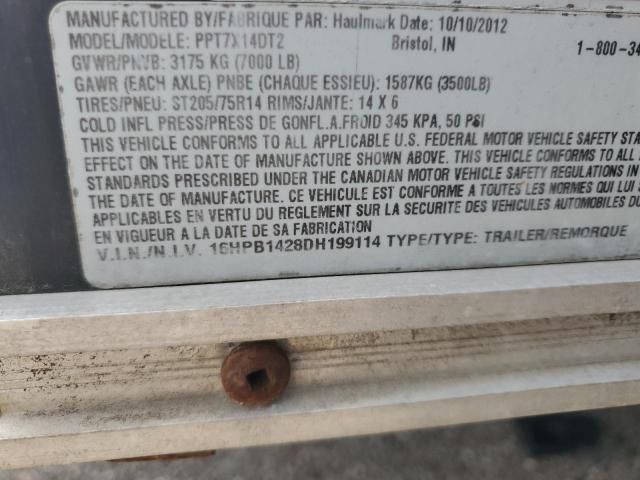 MANUFACTURED BY/FABRIQUE PAR: Haulmark Date: 10/10/2012
MODEL/MODELE: PPT7X14DT2 Bristol, IN 1-800-34
GVWR/PNVB: 3175 KG (7000 LB)
GAWR (EACH AXLE) PNBE (CHAQUE ESSIEU): 1587KG (3500LB)
TIRES/PNEU: ST205/75R14 RIMS/JANTE: 14 X 6
COLD INFL PRESS/PRESS DE GONFL.A.FROID 345 KPA, 50 PSI
THIS VEHICLE CONFORMS TO ALL APPLICABLE U.S. FEDERAL MOTOR VEHICLE SAFETY STA
EFFECT ON THE DATE OF MANUFACTURE SHOWN ABOVE. THIS VEHICLE CONFORMS TO ALL
STANDARDS PRESCRIBED UNDER THE CANADIAN MOTOR VEHICLE SAFETY REGULATIONS IN
THE DATE OF MANUFACTURE. CE VEHICULE EST CONFORME A TOUTES LES NORMES QUI LUI
APPLICABLES EN VERTU DU REGLEMENT SUR LA SECURITE DES VEHICULES AUTOMOBILES DU
EN VIGUEUR A LA DATE DE SA FABRICATION
V.I.N./N.I.V. 16HPB1428DH199114 TYPE/TYPE: TRAILER/REMORQUE